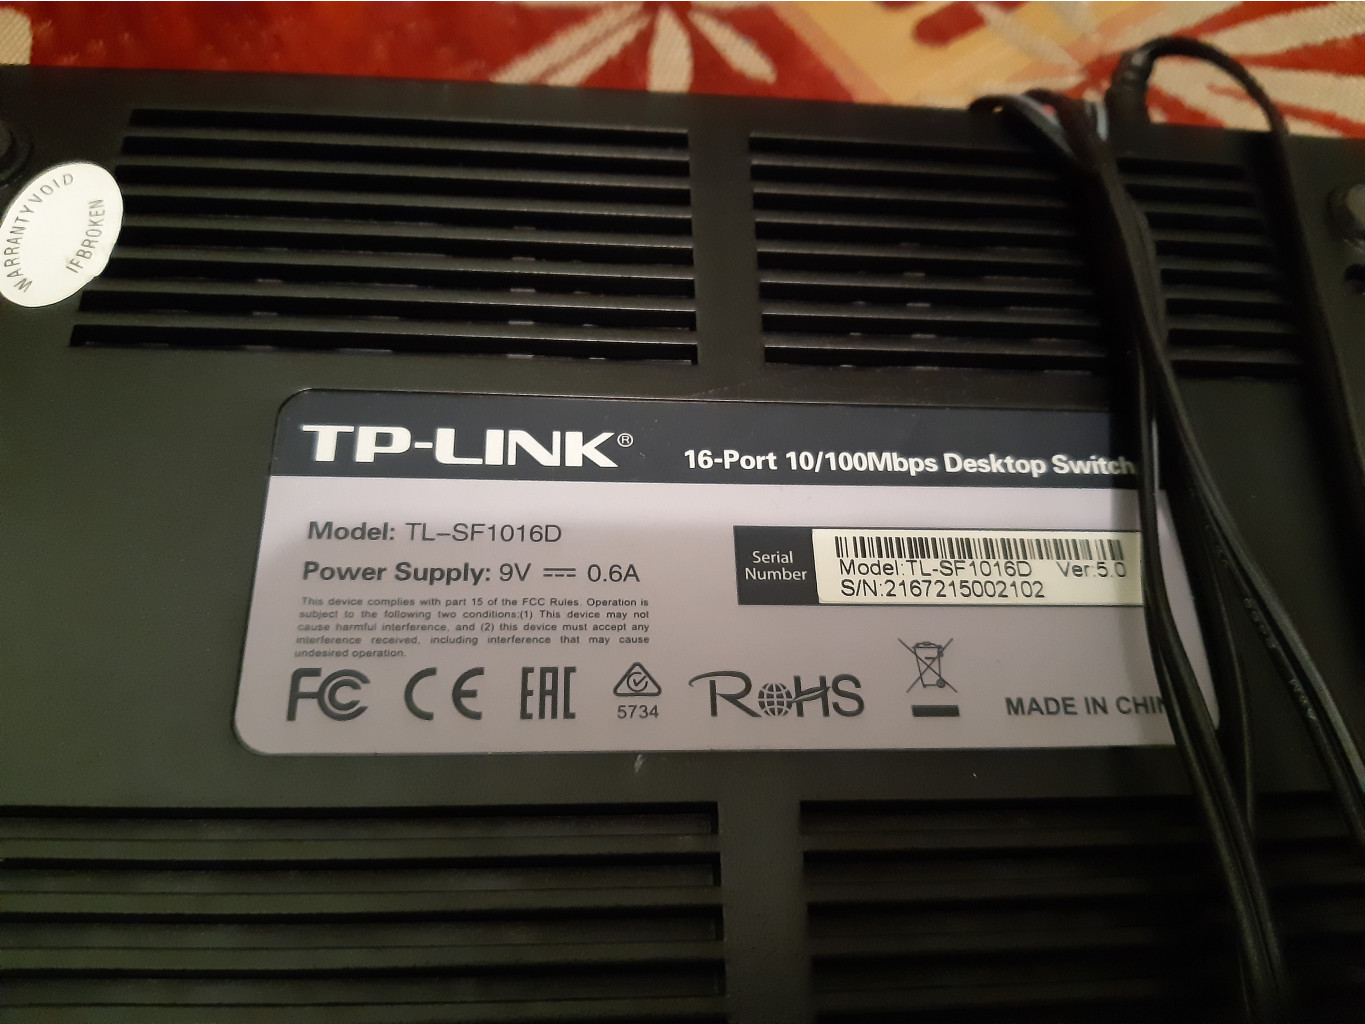 WARRANTYVOID
IFBROKEN
TP-LINK®
16-Port 10/100Mbps Desktop Switch
Model: TL-SF1016D
Power Supply: 9V ⎓ 0.6A
This device complies with part 15 of the FCC Rules. Operation is
subject to the following two conditions:(1) This device may not
cause harmful interference, and (2) this device must accept any
interference received, including interference that may cause
undesired operation.
Serial
Number
Model:TL-SF1016D Ver:5.0
S/N:2167215002102
FC CE EAC
5734
RoHS
MADE IN CHIN